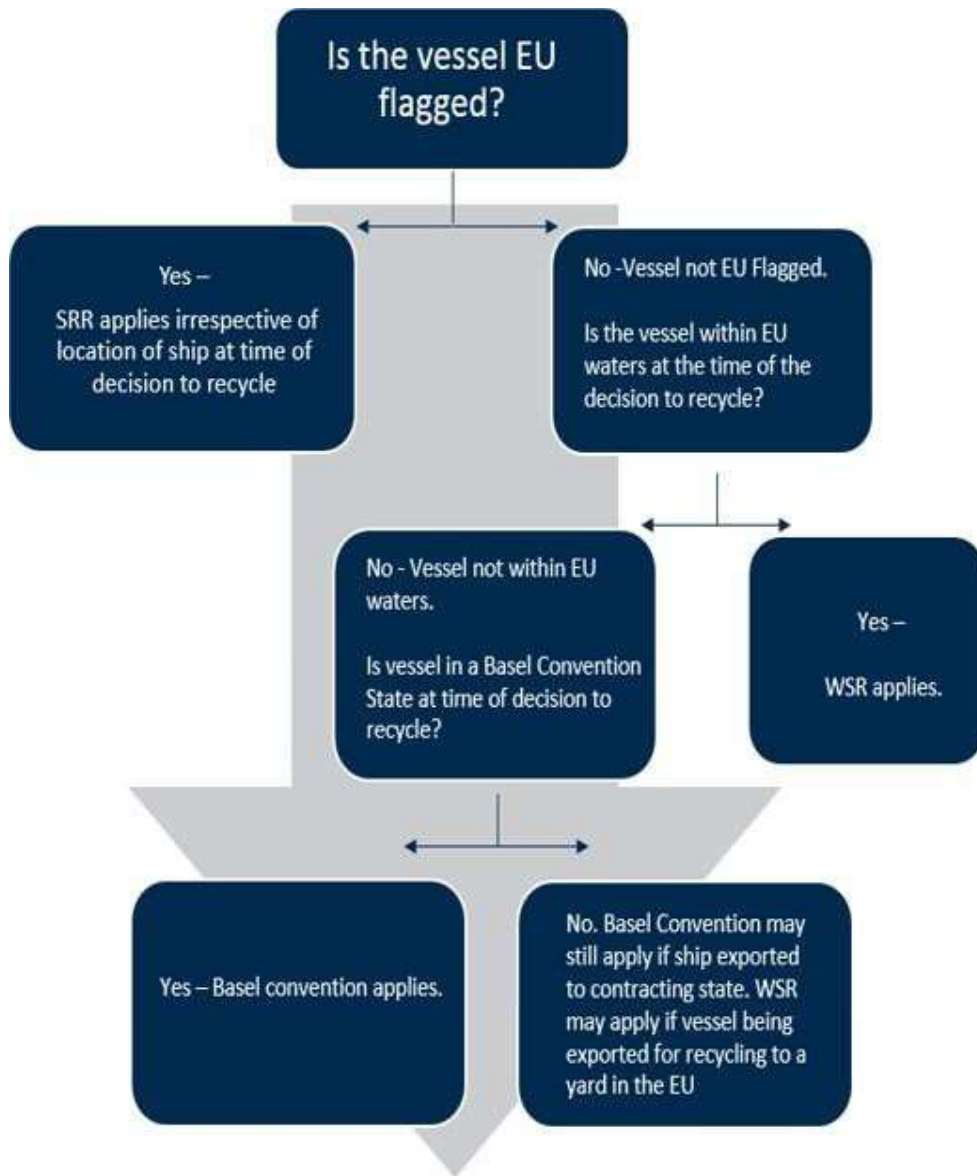 Is the vessel EU
flagged?
Yes –
SRR applies irrespective of
location of ship at time of
decision to recycle
No -Vessel not EU Flagged.
Is the vessel within EU
waters at the time of the
decision to recycle?
No - Vessel not within EU
waters.
Is vessel in a Basel Convention
State at time of decision to
recycle?
Yes –
WSR applies.
Yes – Basel convention applies.
No. Basel Convention may
still apply if ship exported
to contracting state. WSR
may apply if vessel being
exported for recycling to a
yard in the EU